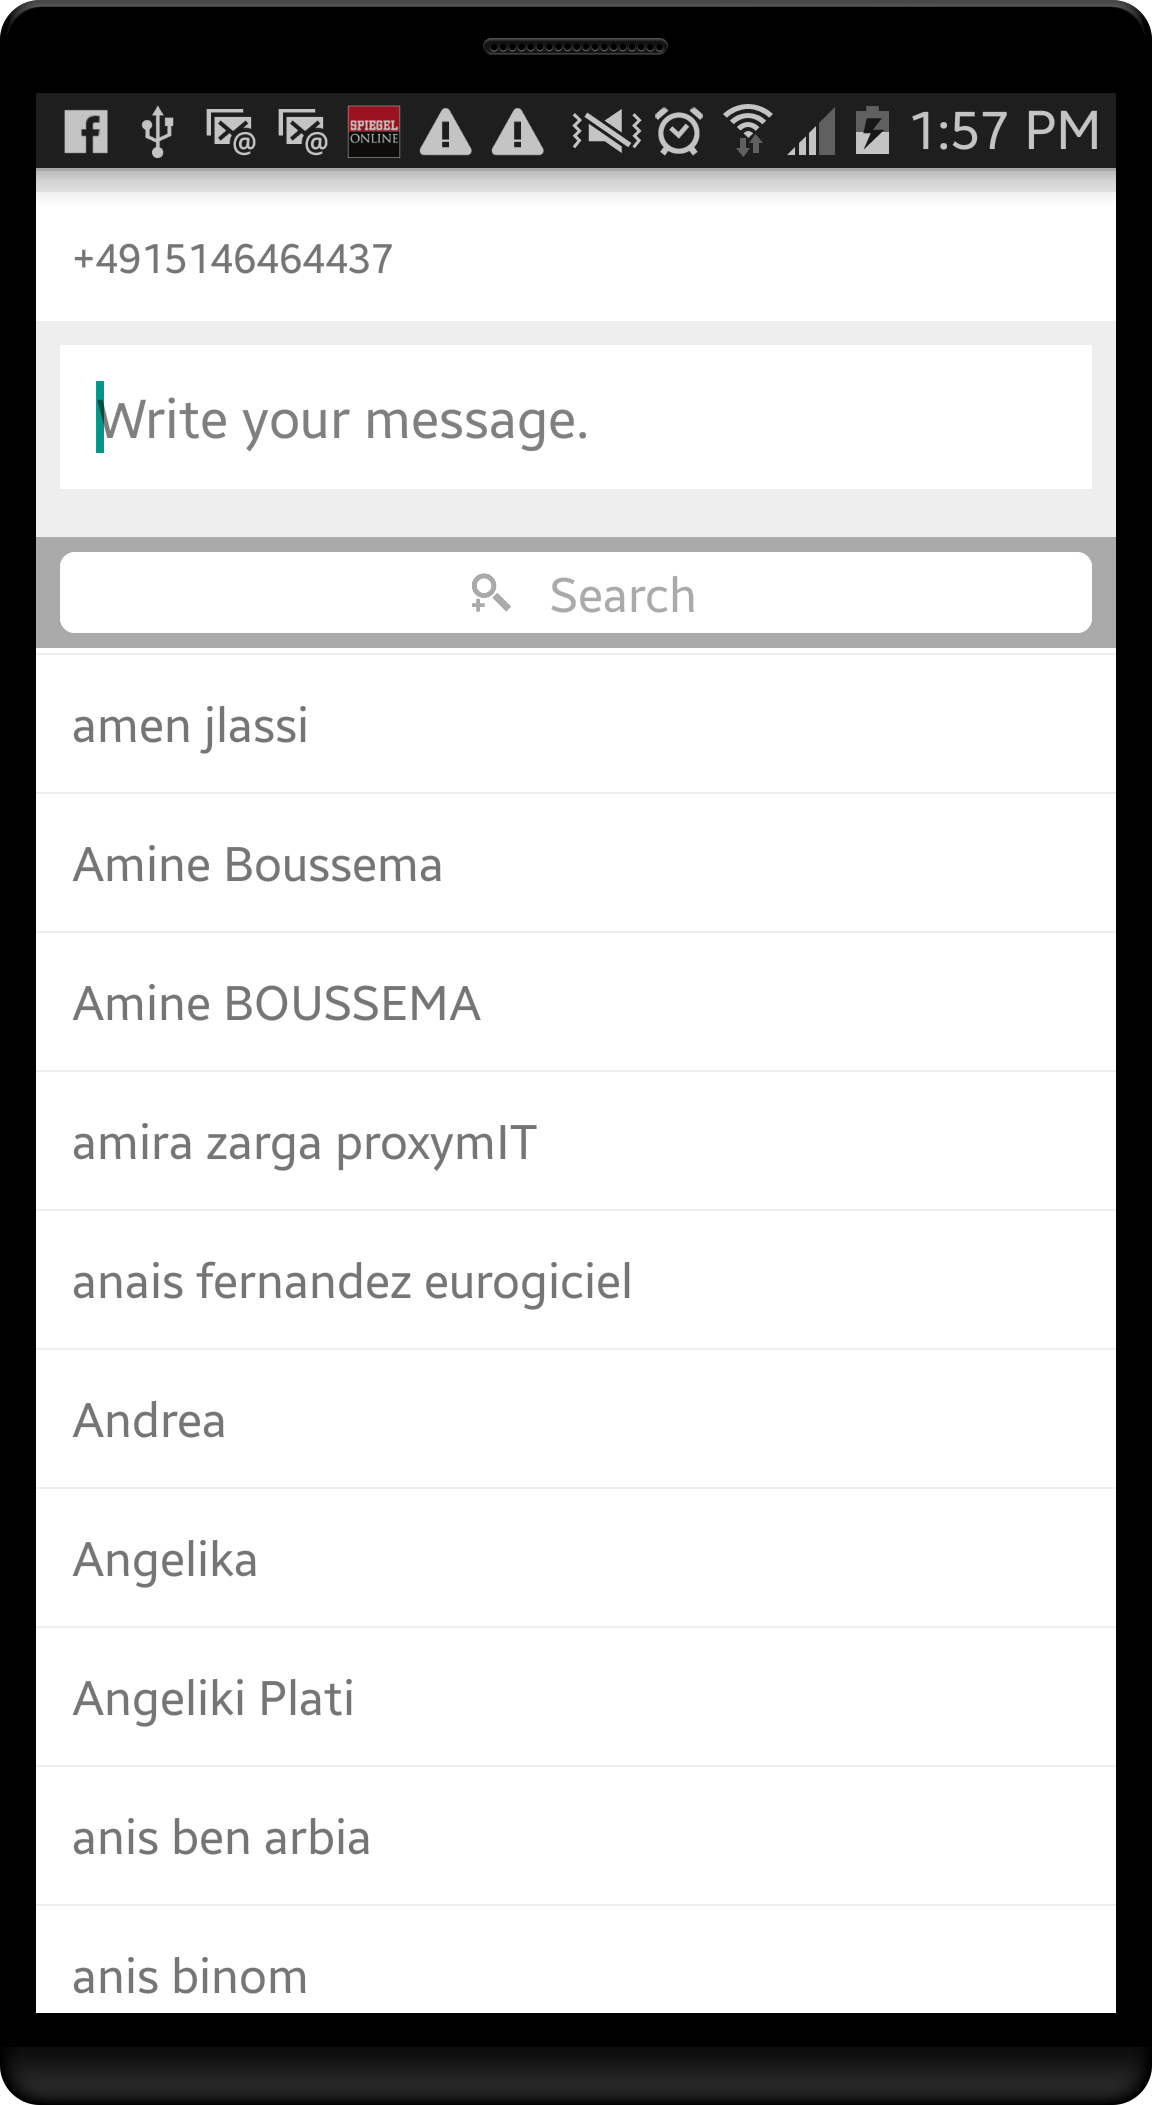 SPIEGEL
ONLINE
1:57 PM
+4915146464437
Write your message.
Search
amen jlassi
Amine Boussema
Amine BOUSSEMA
amira zarga proxymIT
anais fernandez eurogiciel
Andrea
Angelika
Angeliki Plati
anis ben arbia
anis binom